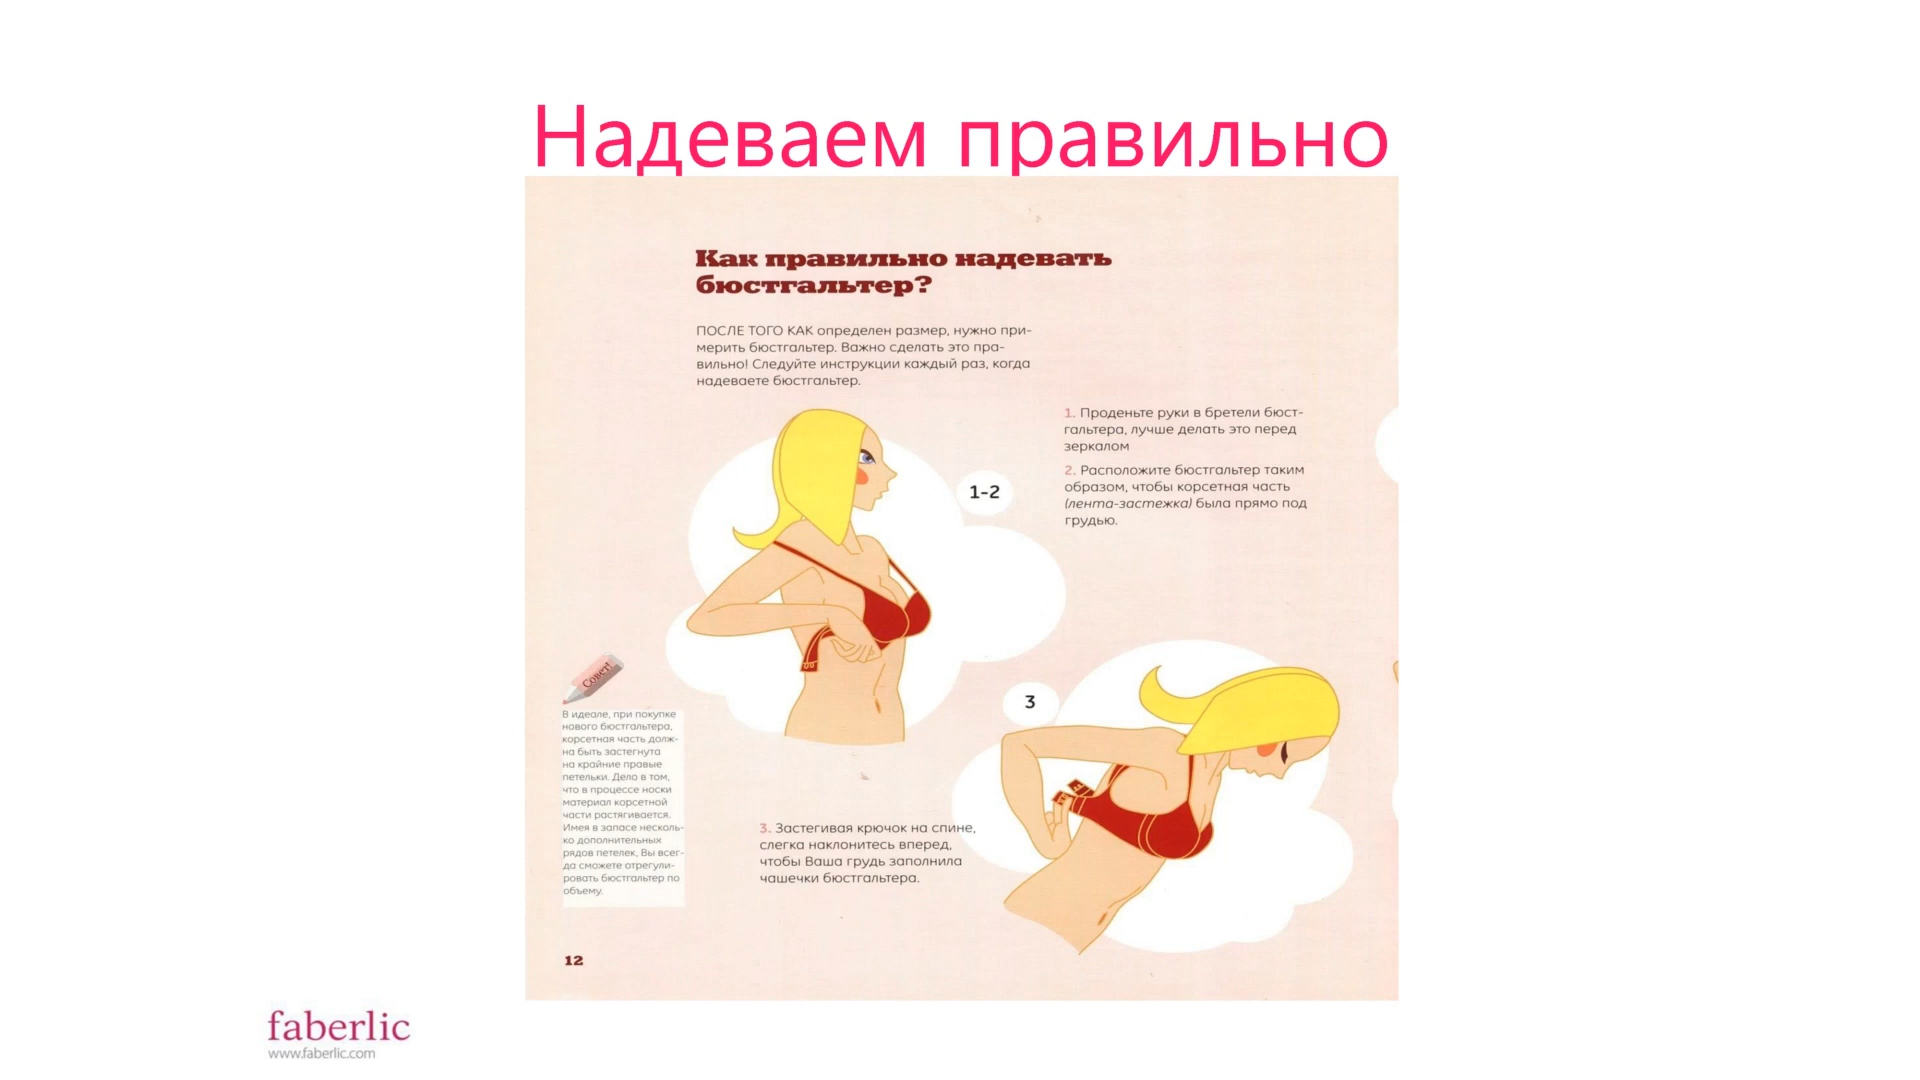 Надеваем правильно
Как правильно надевать
бюстгальтер?
ПОСЛЕ ТОГО КАК определен размер, нужно при-
мерить бюстгальтер. Важно сделать это пра-
вильно! Следуйте инструкции каждый раз, когда
надеваете бюстгальтер.
1. Проденьте руки в бретели бюст-
гальтера, лучше делать это перед
зеркалом
2. Расположите бюстгальтер таким
образом, чтобы корсетная часть
(лента-застежка) была прямо под
грудью.
1-2
3
Совет!
В идеале, при покупке
нового бюстгальтера,
корсетная часть долж-
на быть застегнута
на крайние правые
петельки. Дело в том,
что в процессе носки
материал корсетной
части растягивается.
Имея в запасе несколь-
ко дополнительных
рядов петелек, Вы всег-
да сможете отрегули-
ровать бюстгальтер по
объему.
3. Застегивая крючок на спине,
слегка наклонитесь вперед,
чтобы Ваша грудь заполнила
чашечки бюстгальтера.
12
faberlic
www.faberlic.com